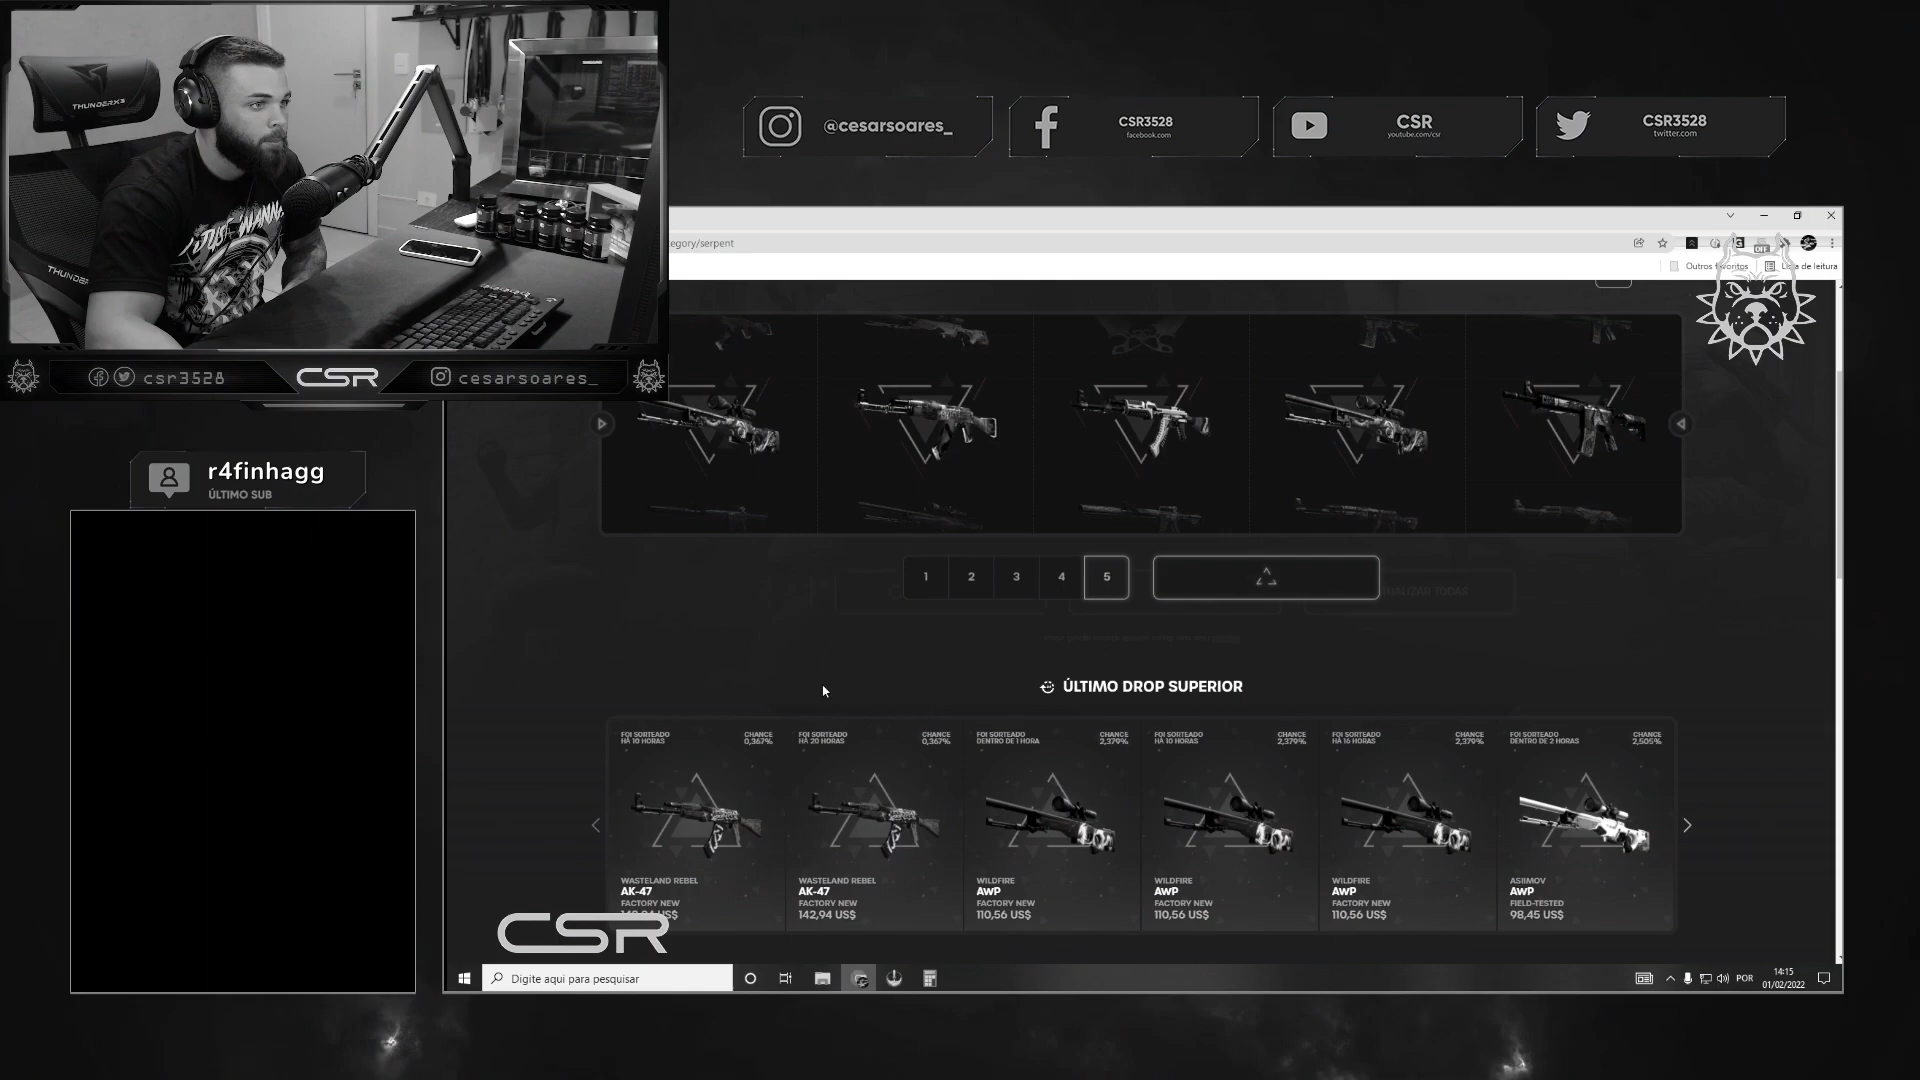 THUNDERX3
JUST WANNA
csr3528
CSR
cesarsoares_
@cesarsoares_
CSR3528
facebook.com
CSR
youtube.com/csr
CSR3528
twitter.com
egory/serpent
OFF
Outros favoritos
Lista de leitura
r4finhagg
ÚLTIMO SUB
1 2 3 4 5
ÚLTIMO DROP SUPERIOR
FOI SORTEADO
HÁ 10 HORAS
CHANCE
0,367%
WASTELAND REBEL
AK-47
FACTORY NEW
FOI SORTEADO
HÁ 20 HORAS
CHANCE
0,367%
WASTELAND REBEL
AK-47
FACTORY NEW
142,94 US$
FOI SORTEADO
DENTRO DE 1 HORA
CHANCE
2,379%
WILDFIRE
AWP
FACTORY NEW
110,56 US$
FOI SORTEADO
HÁ 10 HORAS
CHANCE
2,379%
WILDFIRE
AWP
FACTORY NEW
110,56 US$
FOI SORTEADO
HÁ 16 HORAS
CHANCE
2,379%
WILDFIRE
AWP
FACTORY NEW
110,56 US$
FOI SORTEADO
DENTRO DE 2 HORAS
CHANCE
2,505%
ASIIMOV
AWP
FIELD-TESTED
98,45 US$
CSR
Digite aqui para pesquisar
POR
14:15
01/02/2022